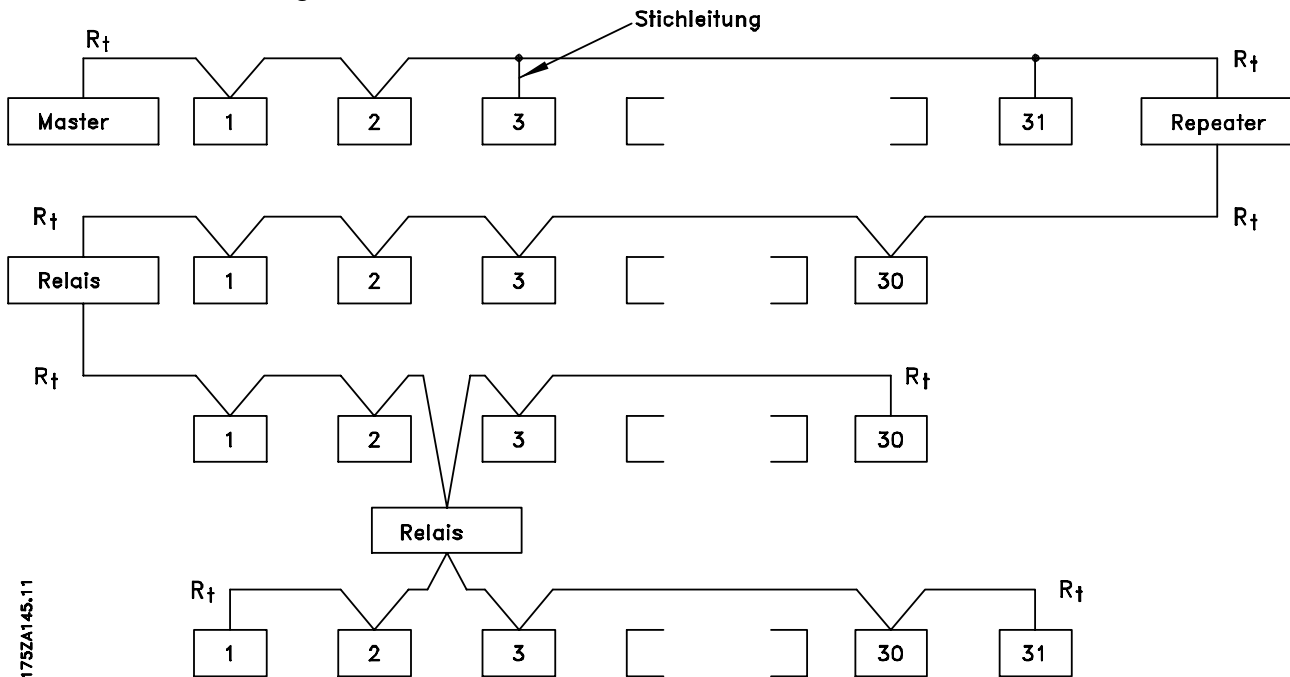 Stichleitung
Rt Rt
Master 1 2 3 31 Repeater
Rt Rt
Relais 1 2 3 30
Rt Rt
1 2 3 30
Relais
Rt Rt
1 2 3 30 31
175ZA145.11